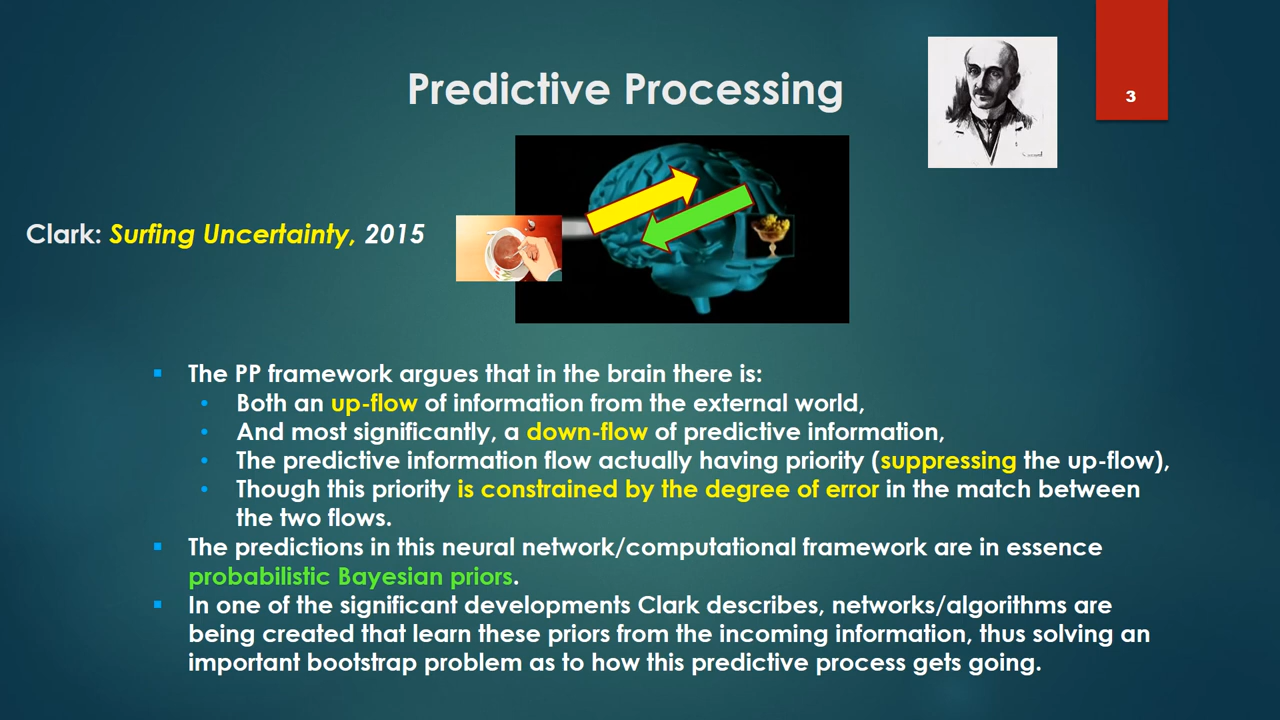 Predictive Processing
3
Clark: Surfing Uncertainty, 2015
▪ The PP framework argues that in the brain there is:
• Both an up-flow of information from the external world,
• And most significantly, a down-flow of predictive information,
• The predictive information flow actually having priority (suppressing the up-flow),
• Though this priority is constrained by the degree of error in the match between
the two flows.
▪ The predictions in this neural network/computational framework are in essence
probabilistic Bayesian priors.
▪ In one of the significant developments Clark describes, networks/algorithms are
being created that learn these priors from the incoming information, thus solving an
important bootstrap problem as to how this predictive process gets going.